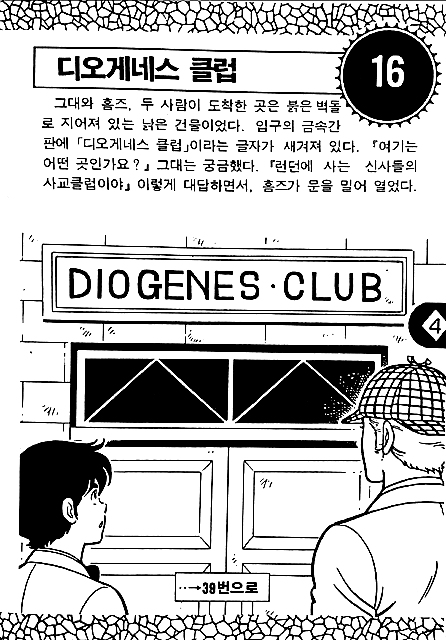 디오게네스 클럽
16
그대와 홈즈, 두 사람이 도착한 곳은 붉은 벽돌
로 지어져 있는 낡은 건물이었다. 입구의 금속간
판에 「디오게네스 클럽」이라는 글자가 새겨져 있다. 『여기는
어떤 곳인가요?』 그대는 궁금했다. 『런던에 사는 신사들의
사교클럽이야』 이렇게 대답하면서, 홈즈가 문을 밀어 열었다.
DIOGENES·CLUB
4
···→39번으로